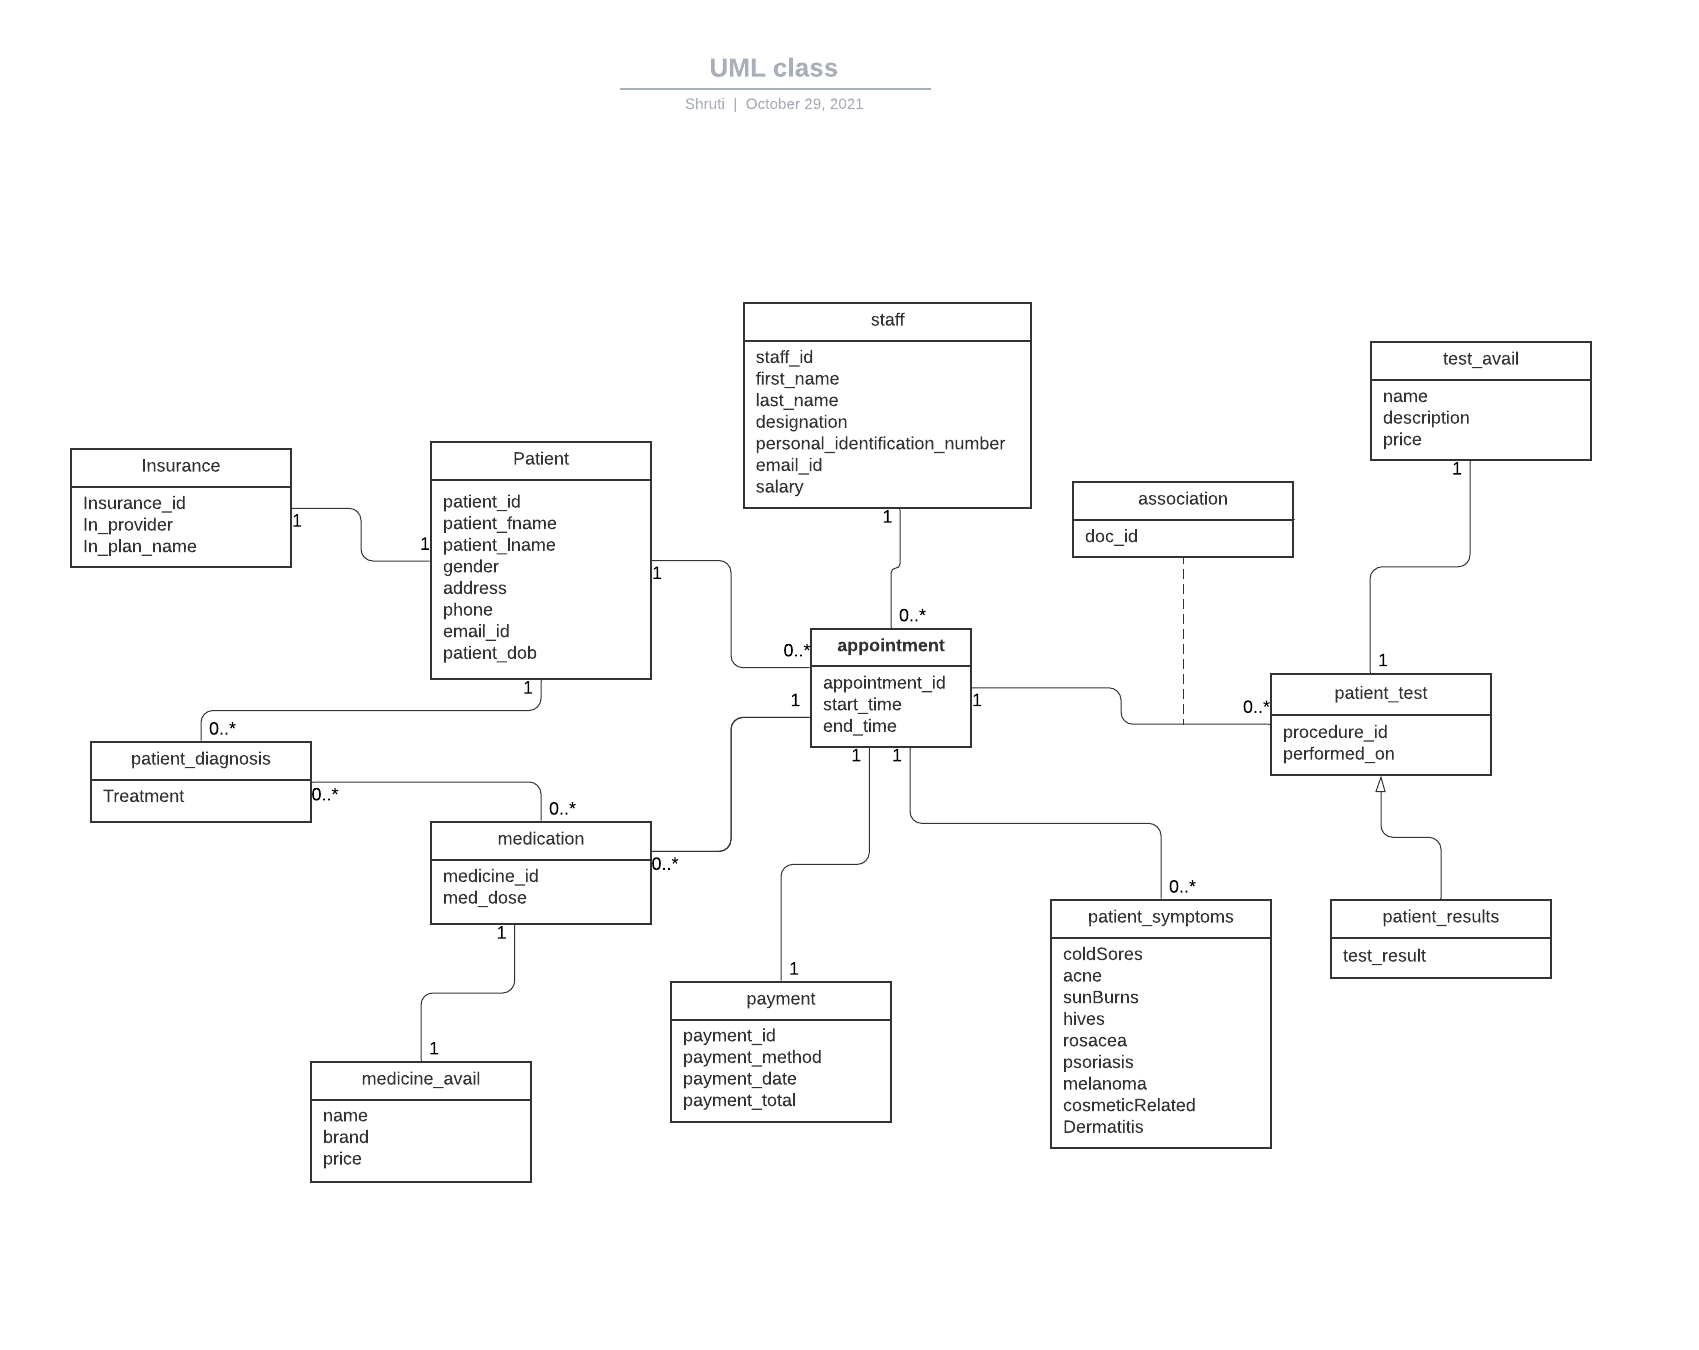 UML class
Shruti | October 29, 2021
staff
staff_id
first_name
last_name
designation
personal_identification_number
email_id
salary
1
test_avail
name
description
price
1
Insurance
Insurance_id
In_provider
In_plan_name
1
1
Patient
patient_id
patient_fname
patient_lname
gender
address
phone
email_id
patient_dob
1
1
association
doc_id
0..*
0..*
1
appointment
appointment_id
start_time
end_time
1
1
1
0..*
1
patient_test
procedure_id
performed_on
0..*
patient_diagnosis
Treatment
0..*
0..*
medication
medicine_id
med_dose
0..*
1
0..*
patient_symptoms
coldSores
acne
sunBurns
hives
rosacea
psoriasis
melanoma
cosmeticRelated
Dermatitis
patient_results
test_result
1
payment
payment_id
payment_method
payment_date
payment_total
1
medicine_avail
name
brand
price